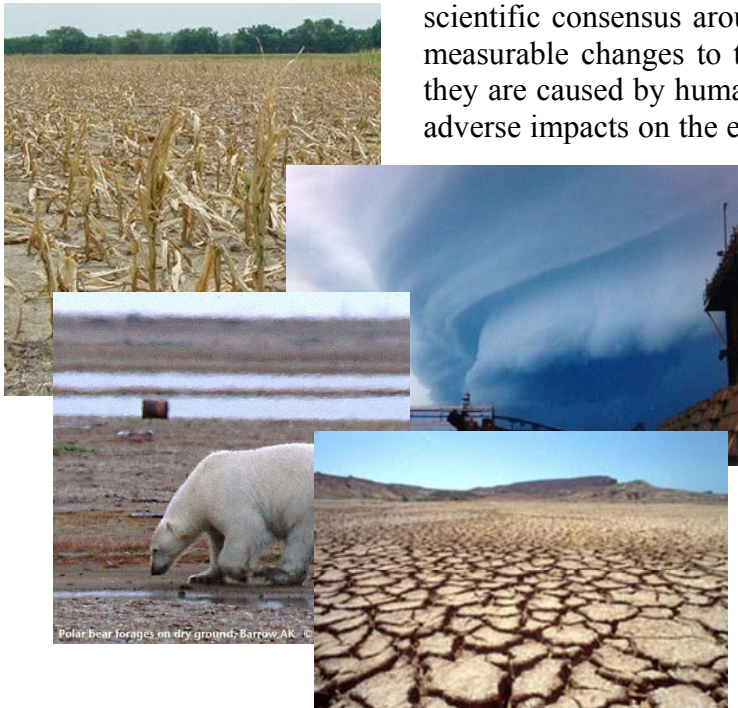 scientific consensus arou
measurable changes to t
they are caused by huma
adverse impacts on the e
Polar bear forages on dry ground, Barrow AK ©